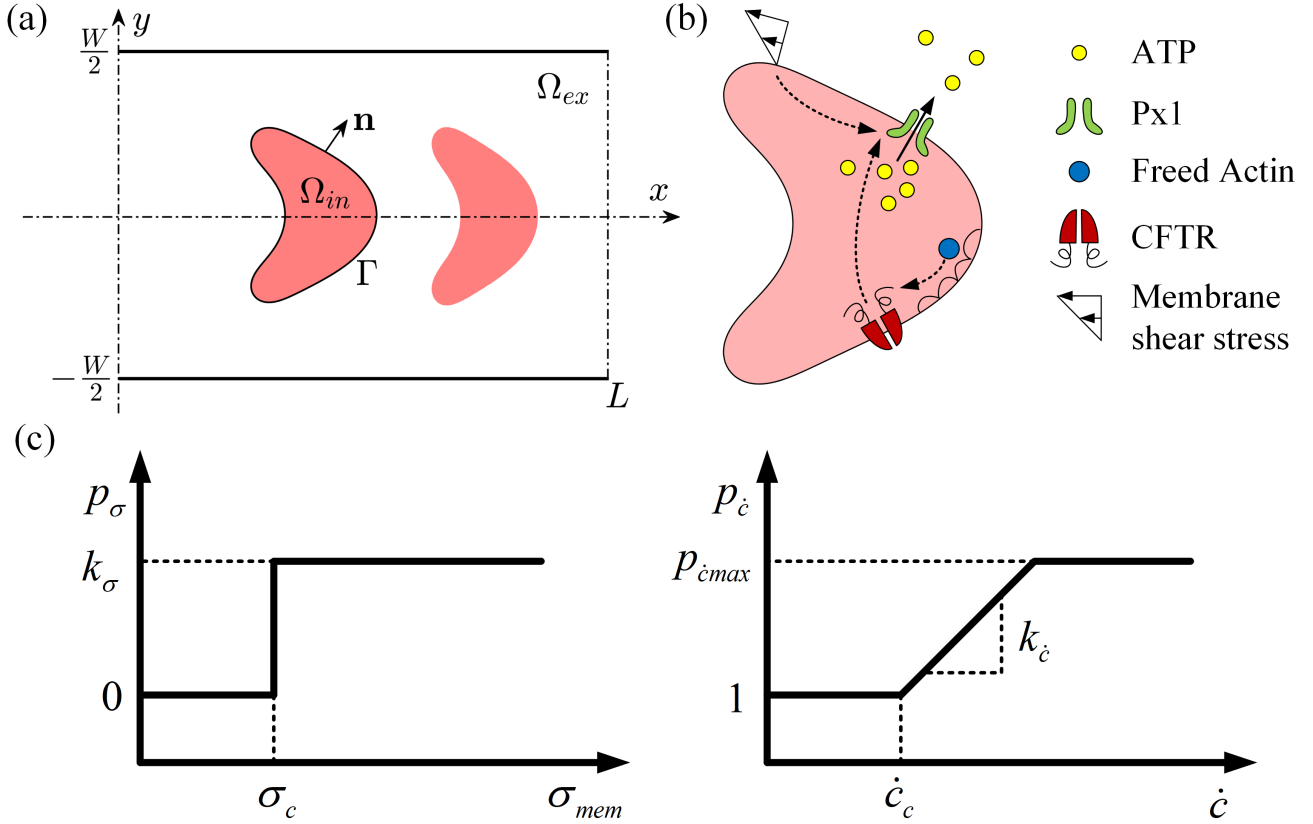 (a)
y
W/2
Ω_ex
n
Ω_in
x
Γ
−W/2
L
(b)
ATP
Px1
Freed Actin
CFTR
Membrane
shear stress
(c)
p_σ
k_σ
0
σ_c
σ_mem
p_ċ
p_ċmax
k_ċ
1
ċ_c
ċ